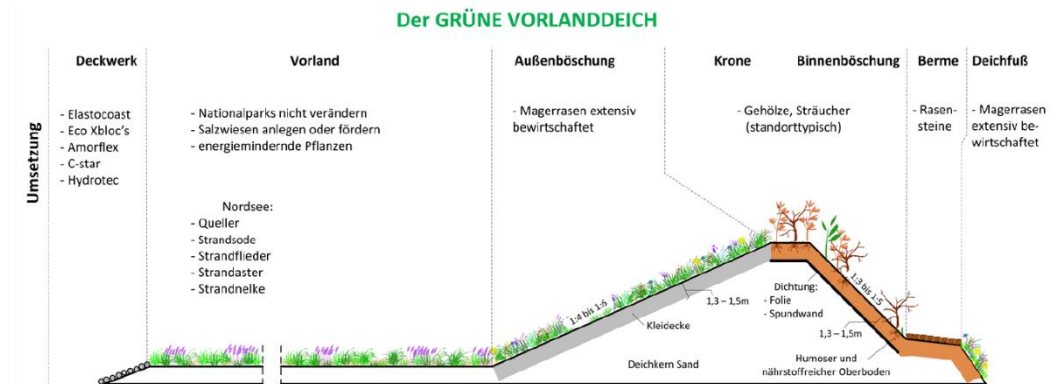 Der GRÜNE VORLANDDEICH
Umsetzung
Deckwerk
- Elastocoast
- Eco Xbloc's
- Amorflex
- C-star
- Hydrotec
Vorland
- Nationalparks nicht verändern
- Salzwiesen anlegen oder fördern
- energiemindernde Pflanzen
Nordsee:
- Queller
- Strandsode
- Strandflieder
- Strandaster
- Strandnelke
Außenböschung
- Magerrasen extensiv
bewirtschaftet
Krone
Binnenböschung
- Gehölze, Sträucher
(standorttypisch)
Berme
- Rasen-
steine
Deichfuß
- Magerrasen
extensiv be-
wirtschaftet
1:4 bis 1:6
1,3 – 1,5m
Kleidecke
Deichkern Sand
Dichtung:
- Folie
- Spundwand
1:3 bis 1:5
1,3 – 1,5m
Humoser und
nährstoffreicher Oberboden